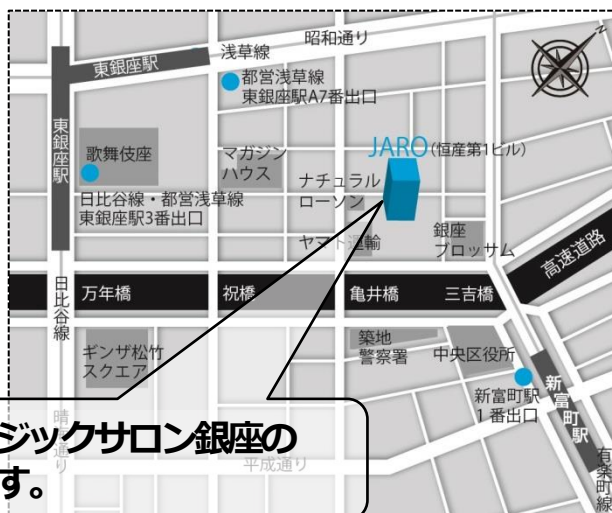 昭和通り
浅草線
東銀座駅
都営浅草線
東銀座駅A7番出口
東銀座駅
歌舞伎座
マガジン
ハウス
JARO(恒産第1ビル)
ナチュラル
ローソン
日比谷線・都営浅草線
東銀座駅3番出口
ヤマト運輸
銀座
ブロッサム
高速道路
日比谷線
万年橋
祝橋
亀井橋
三吉橋
ギンザ松竹
スクエア
築地
警察署
中央区役所
新富町駅
1番出口
新富町駅
有楽町線
晴海通り
平成通り
ジックサロン銀座の
す。
N